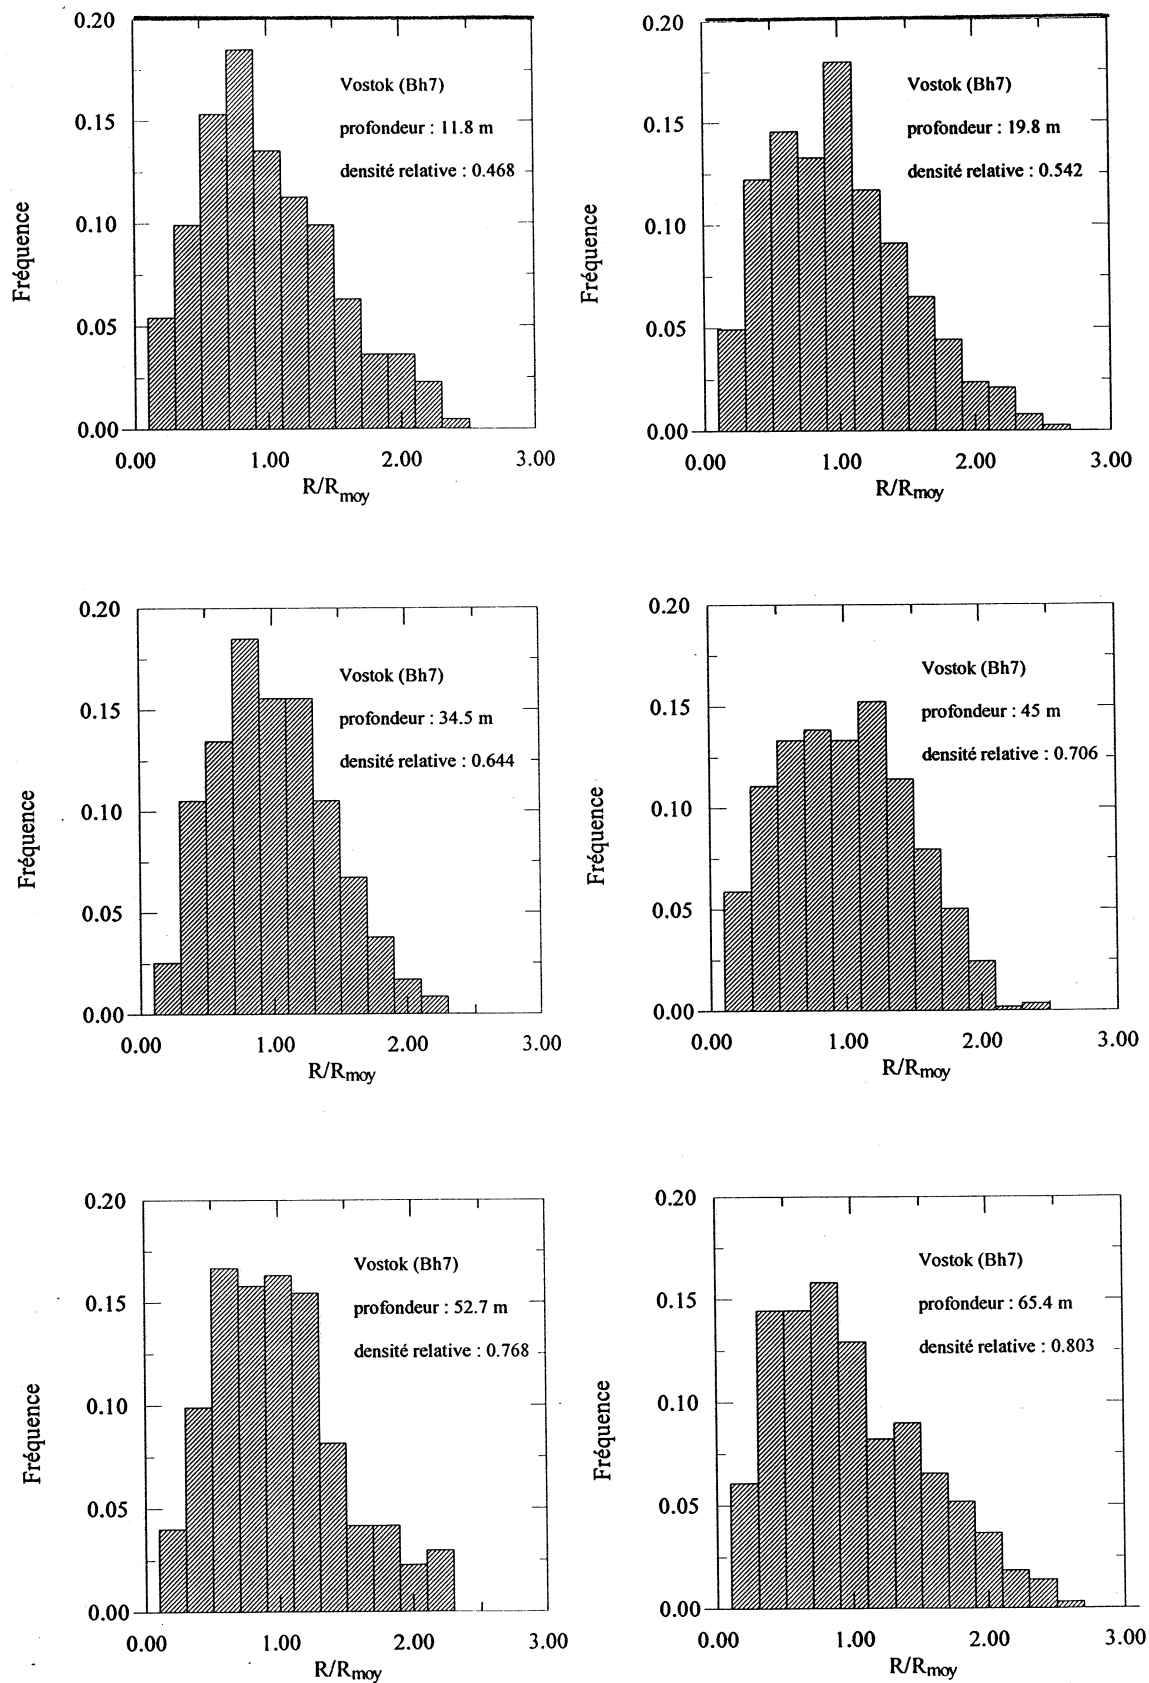 0.20
0.15
0.10
0.05
0.00
Fréquence
Vostok (Bh7)
profondeur : 11.8 m
densité relative : 0.468
0.00 1.00 2.00 3.00
R/Rmoy
0.20
0.15
0.10
0.05
0.00
Fréquence
Vostok (Bh7)
profondeur : 19.8 m
densité relative : 0.542
0.00 1.00 2.00 3.00
R/Rmoy
0.20
0.15
0.10
0.05
0.00
Fréquence
Vostok (Bh7)
profondeur : 34.5 m
densité relative : 0.644
0.00 1.00 2.00 3.00
R/Rmoy
0.20
0.15
0.10
0.05
0.00
Fréquence
Vostok (Bh7)
profondeur : 45 m
densité relative : 0.706
0.00 1.00 2.00 3.00
R/Rmoy
0.20
0.15
0.10
0.05
0.00
Fréquence
Vostok (Bh7)
profondeur : 52.7 m
densité relative : 0.768
0.00 1.00 2.00 3.00
R/Rmoy
0.20
0.15
0.10
0.05
0.00
Fréquence
Vostok (Bh7)
profondeur : 65.4 m
densité relative : 0.803
0.00 1.00 2.00 3.00
R/Rmoy